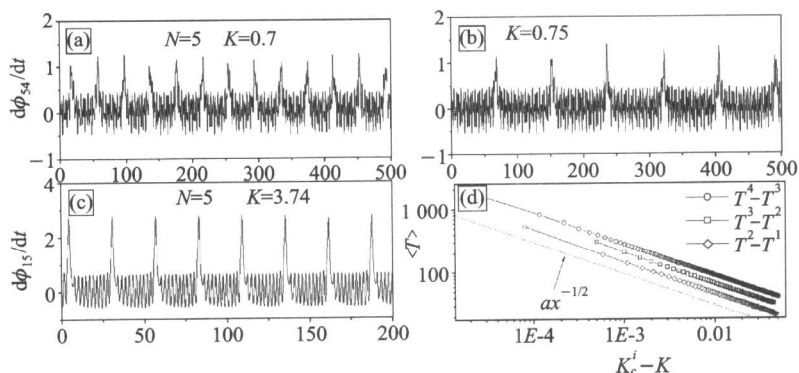 (a) N=5 K=0.7
dϕ54/dt
2
1
0
−1
0 100 200 300 400 500
(b) K=0.75
dϕ54/dt
2
1
0
−1
0 100 200 300 400 500
(c) N=5 K=3.74
dϕ15/dt
4
2
0
0 50 100 150 200
(d)
T⁴−T³
T³−T²
T²−T¹
<T>
1 000
100
ax⁻¹/²
1E-4 1E-3 0.01
Kᶜⁱ−K